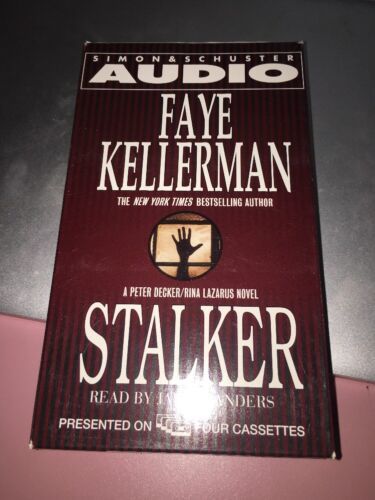 SIMON & SCHUSTER
AUDIO
FAYE
KELLERMAN
THE NEW YORK TIMES BESTSELLING AUTHOR
A PETER DECKER/RINA LAZARUS NOVEL
STALKER
READ BY
PRESENTED ON FOUR CASSETTES